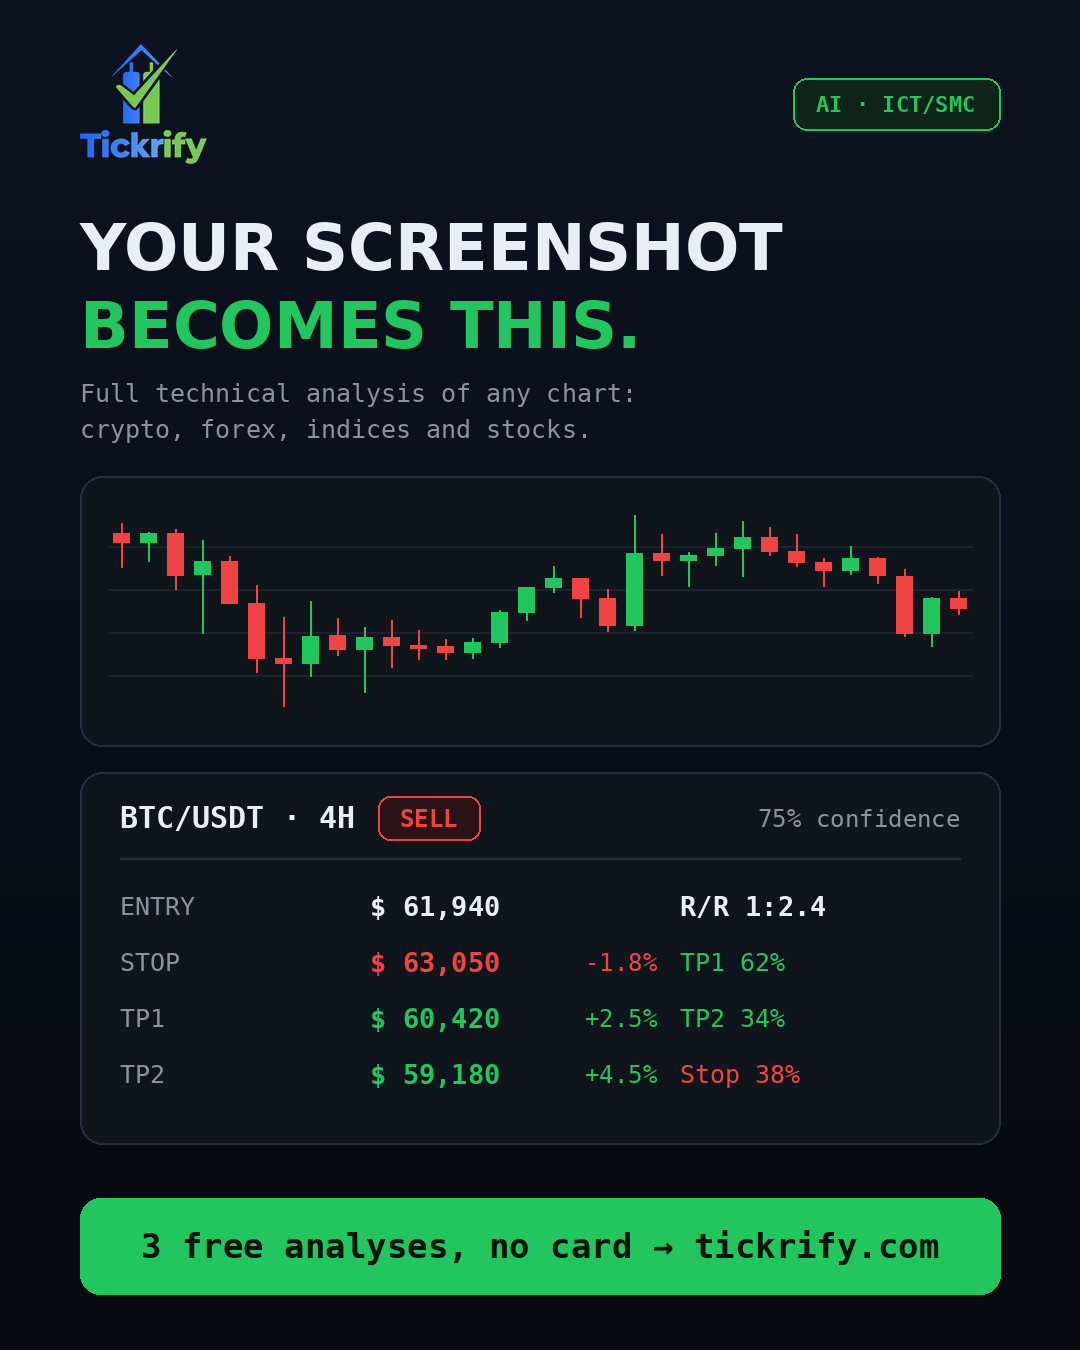 Tickrify
AI · ICT/SMC
YOUR SCREENSHOT
BECOMES THIS.
Full technical analysis of any chart:
crypto, forex, indices and stocks.
BTC/USDT · 4H SELL 75% confidence
ENTRY $ 61,940 R/R 1:2.4
STOP $ 63,050 -1.8% TP1 62%
TP1 $ 60,420 +2.5% TP2 34%
TP2 $ 59,180 +4.5% Stop 38%
3 free analyses, no card → tickrify.com